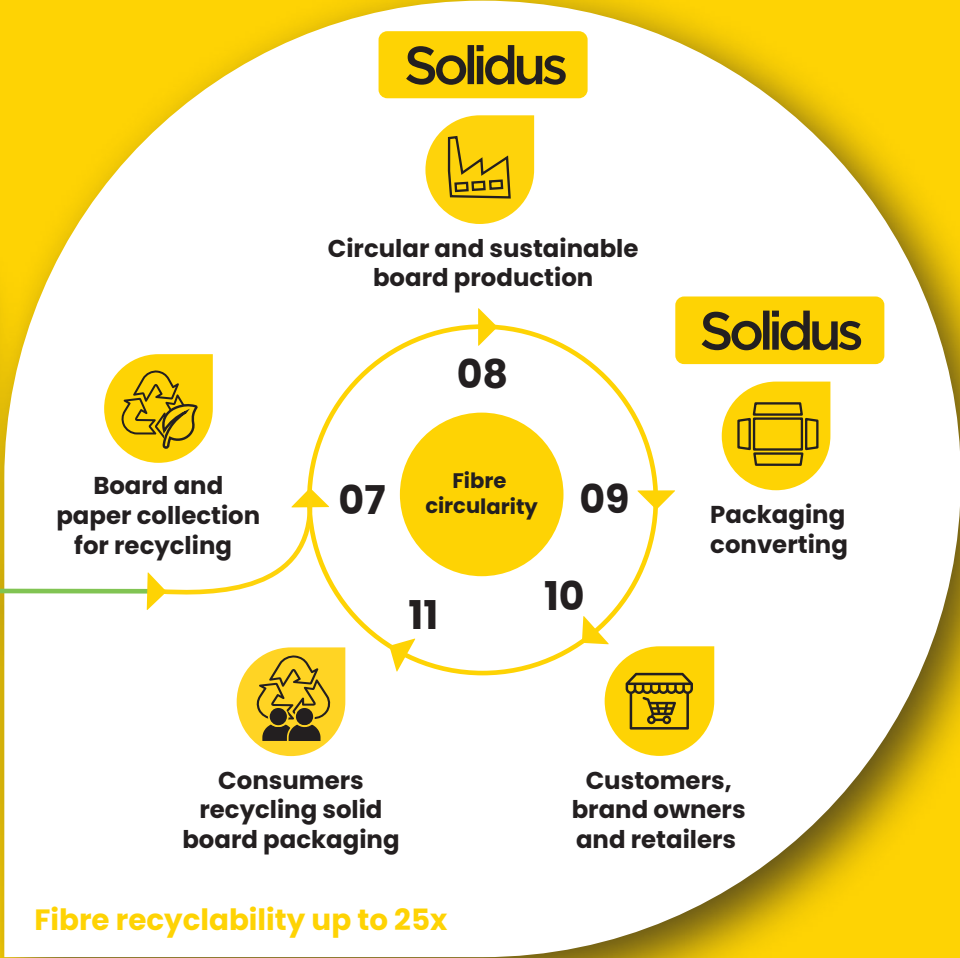 Solidus
Circular and sustainable
board production
Solidus
08
Board and
paper collection
for recycling
07
Fibre
circularity
09
Packaging
converting
10
11
Consumers
recycling solid
board packaging
Customers,
brand owners
and retailers
Fibre recyclability up to 25x